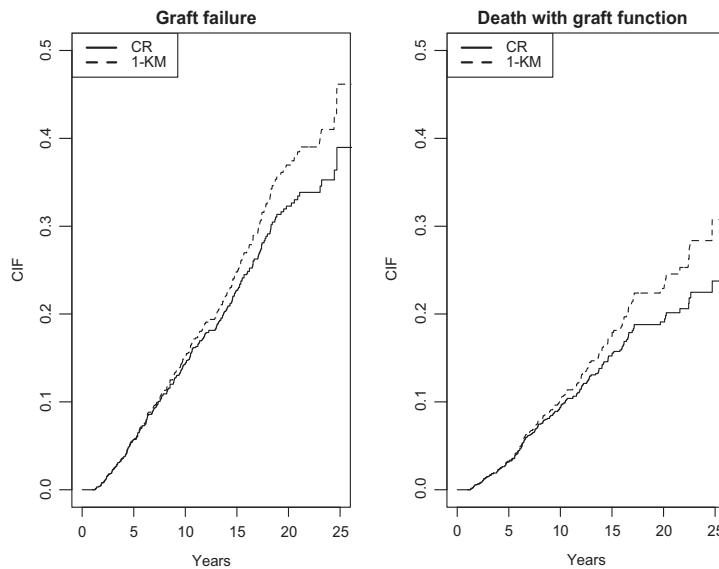 Graft failure
CR
1-KM
CIF
0.5
0.4
0.3
0.2
0.1
0.0
0 5 10 15 20 25
Years
Death with graft function
CR
1-KM
CIF
0.5
0.4
0.3
0.2
0.1
0.0
0 5 10 15 20 25
Years